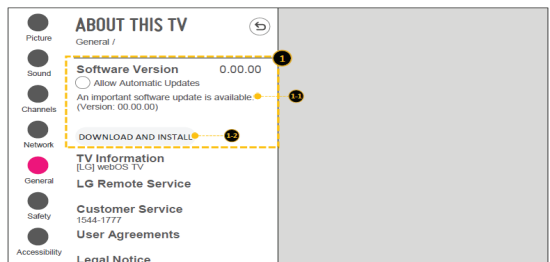 ABOUT THIS TV
General /
Picture
Software Version 0.00.00
1
Sound
Allow Automatic Updates
An important software update is available.
1-1
(Version: 00.00.00)
Channels
DOWNLOAD AND INSTALL
1-2
Network
TV Information
[LG] webOS TV
General
LG Remote Service
Customer Service
1544-1777
Safety
User Agreements
Accessibility
Legal Notice